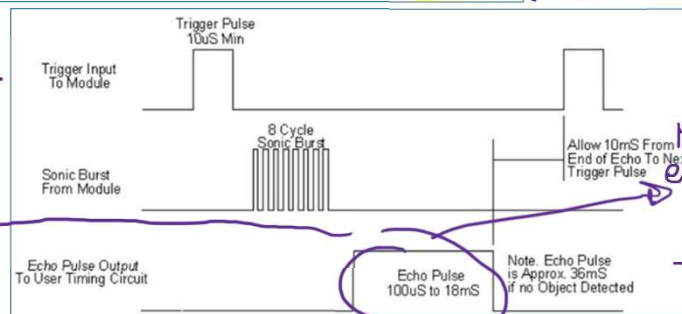 Trigger Pulse
10uS Min
Trigger Input
To Module
8 Cycle
Sonic Burst
Sonic Burst
From Module
Allow 10mS From
End of Echo To
Trigger Pulse
Echo Pulse Output
To User Timing Circuit
Echo Pulse
100uS to 18mS
Note. Echo Pulse
is Approx. 36mS
if no Object Detected